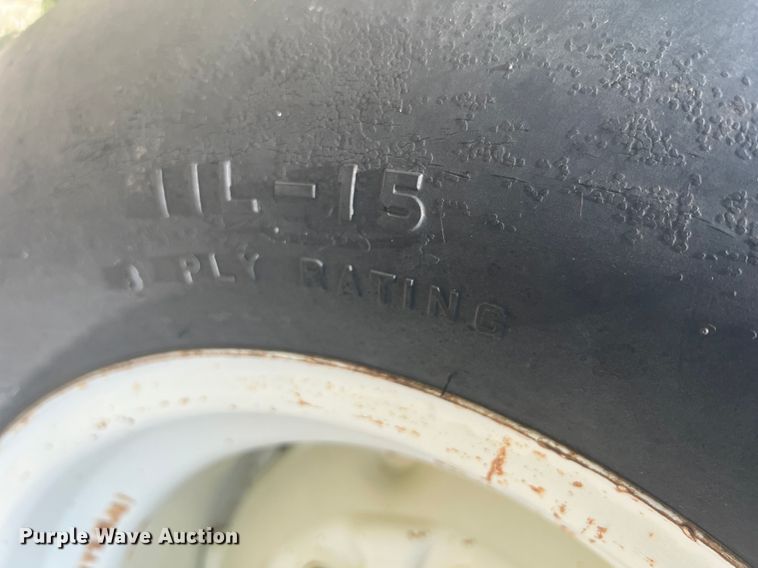 11L-15
PLY RATING
Purple Wave Auction